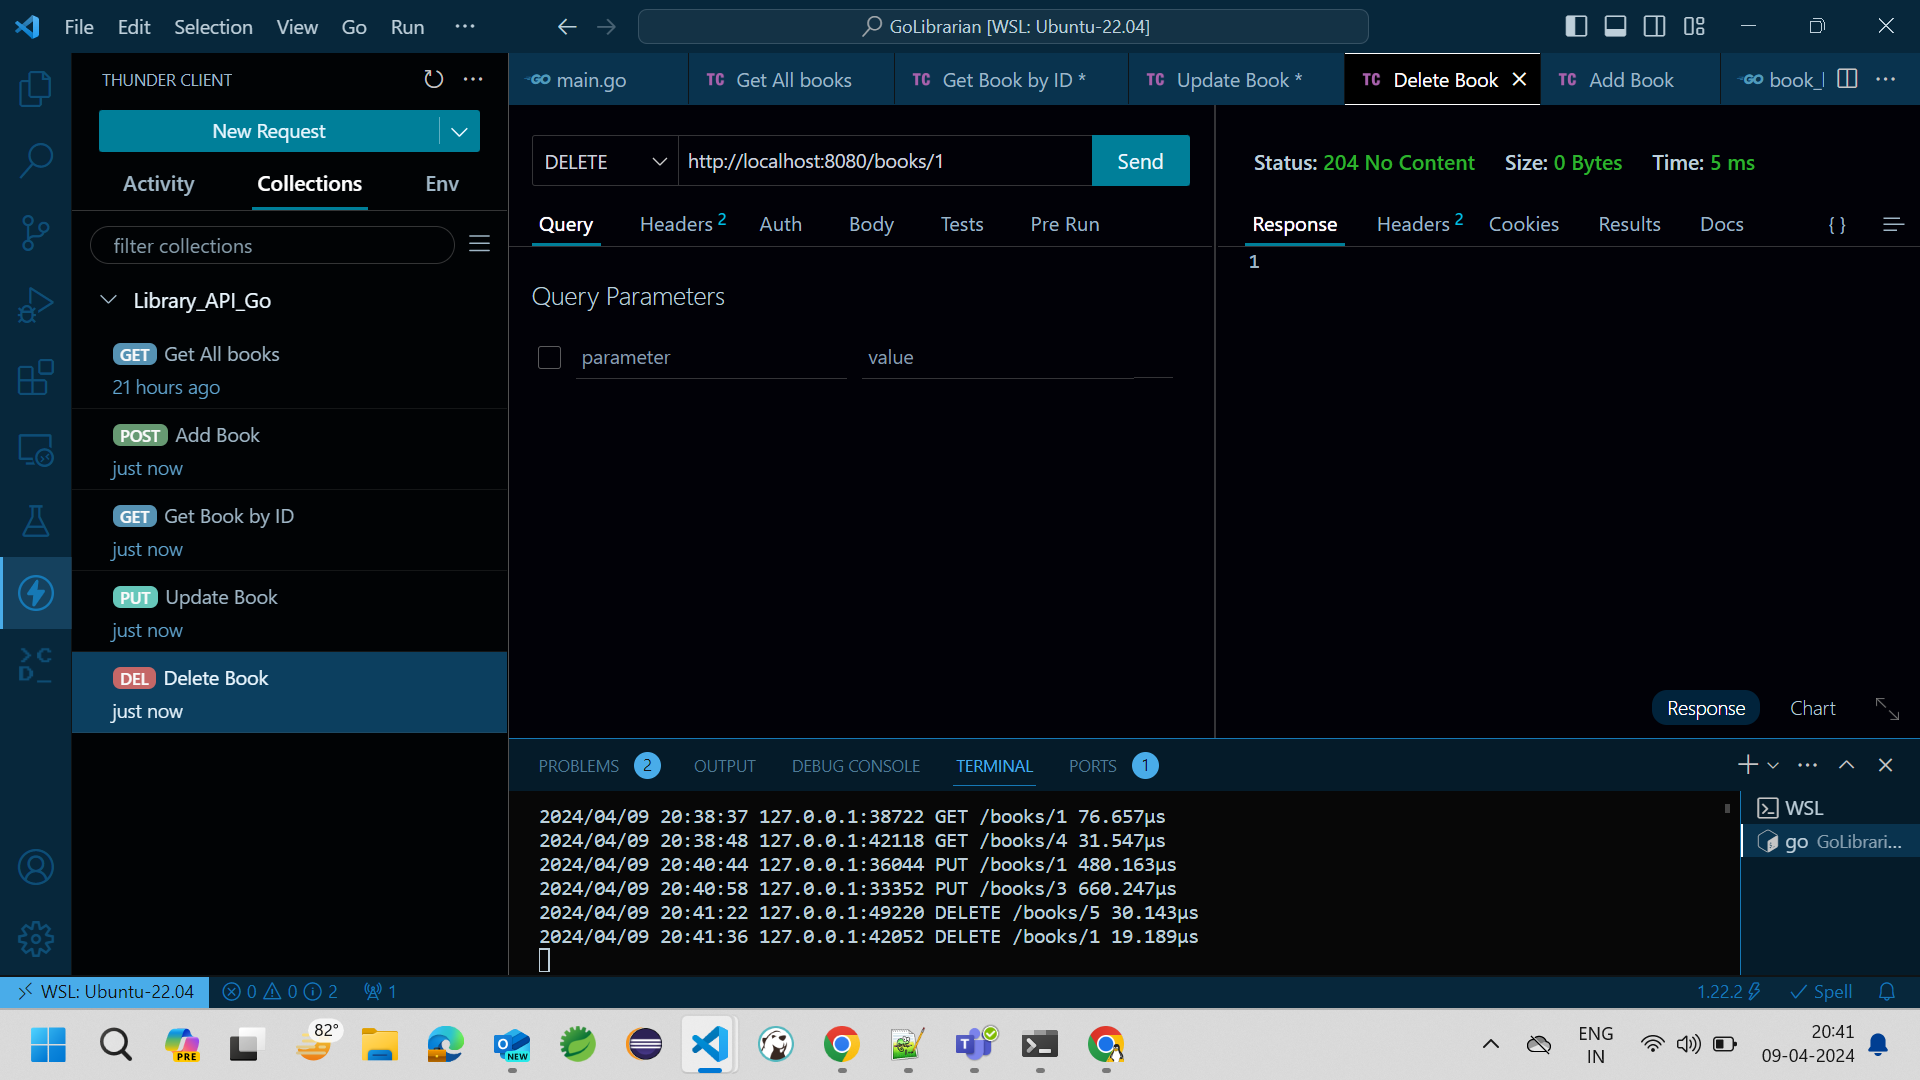 File Edit Selection View Go Run ···
GoLibrarian [WSL: Ubuntu-22.04]
THUNDER CLIENT
New Request
Activity Collections Env
filter collections
Library_API_Go
GET Get All books
21 hours ago
POST Add Book
just now
GET Get Book by ID
just now
PUT Update Book
just now
DEL Delete Book
just now
GO main.go
TC Get All books
TC Get Book by ID *
TC Update Book *
TC Delete Book
TC Add Book
GO book_l
DELETE http://localhost:8080/books/1 Send
Query Headers 2 Auth Body Tests Pre Run
Query Parameters
parameter value
Status: 204 No Content Size: 0 Bytes Time: 5 ms
Response Headers 2 Cookies Results Docs { }
1
Response Chart
PROBLEMS 2 OUTPUT DEBUG CONSOLE TERMINAL PORTS 1
2024/04/09 20:38:37 127.0.0.1:38722 GET /books/1 76.657µs
2024/04/09 20:38:48 127.0.0.1:42118 GET /books/4 31.547µs
2024/04/09 20:40:44 127.0.0.1:36044 PUT /books/1 480.163µs
2024/04/09 20:40:58 127.0.0.1:33352 PUT /books/3 660.247µs
2024/04/09 20:41:22 127.0.0.1:49220 DELETE /books/5 30.143µs
2024/04/09 20:41:36 127.0.0.1:42052 DELETE /books/1 19.189µs
WSL
go GoLibrari...
WSL: Ubuntu-22.04 0 0 2 1
1.22.2 Spell
PRE
82°
NEW
ENG
IN
20:41
09-04-2024